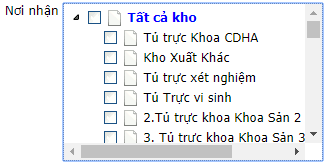 Nơi nhận
Tất cả kho
Tủ trực Khoa CDHA
Kho Xuất Khác
Tủ trực xét nghiệm
Tủ Trực vi sinh
2.Tủ trực khoa Khoa Sản 2
3. Tủ trưc khoa Khoa Sản 3